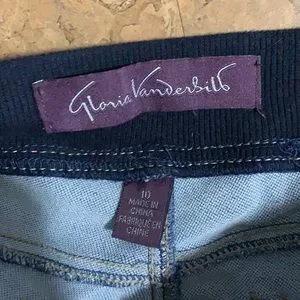 Gloria Vanderbilt
10
MADE IN
CHINA
FABRIQUÉ EN
CHINE